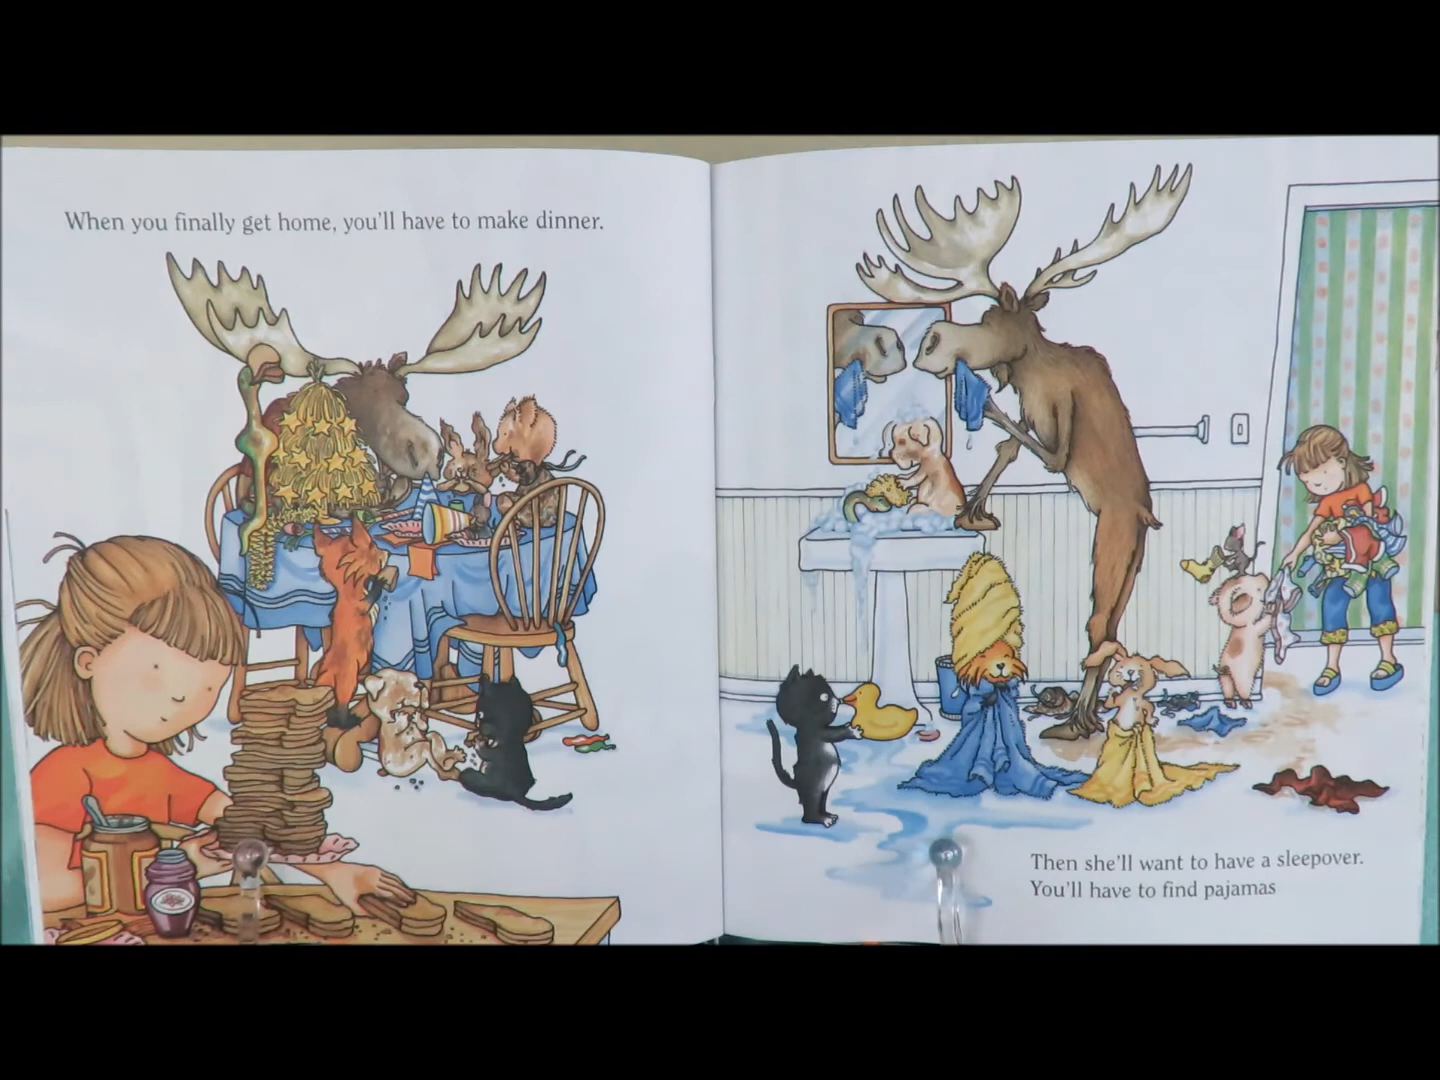 When you finally get home, you'll have to make dinner.
Then she'll want to have a sleepover.
You'll have to find pajamas